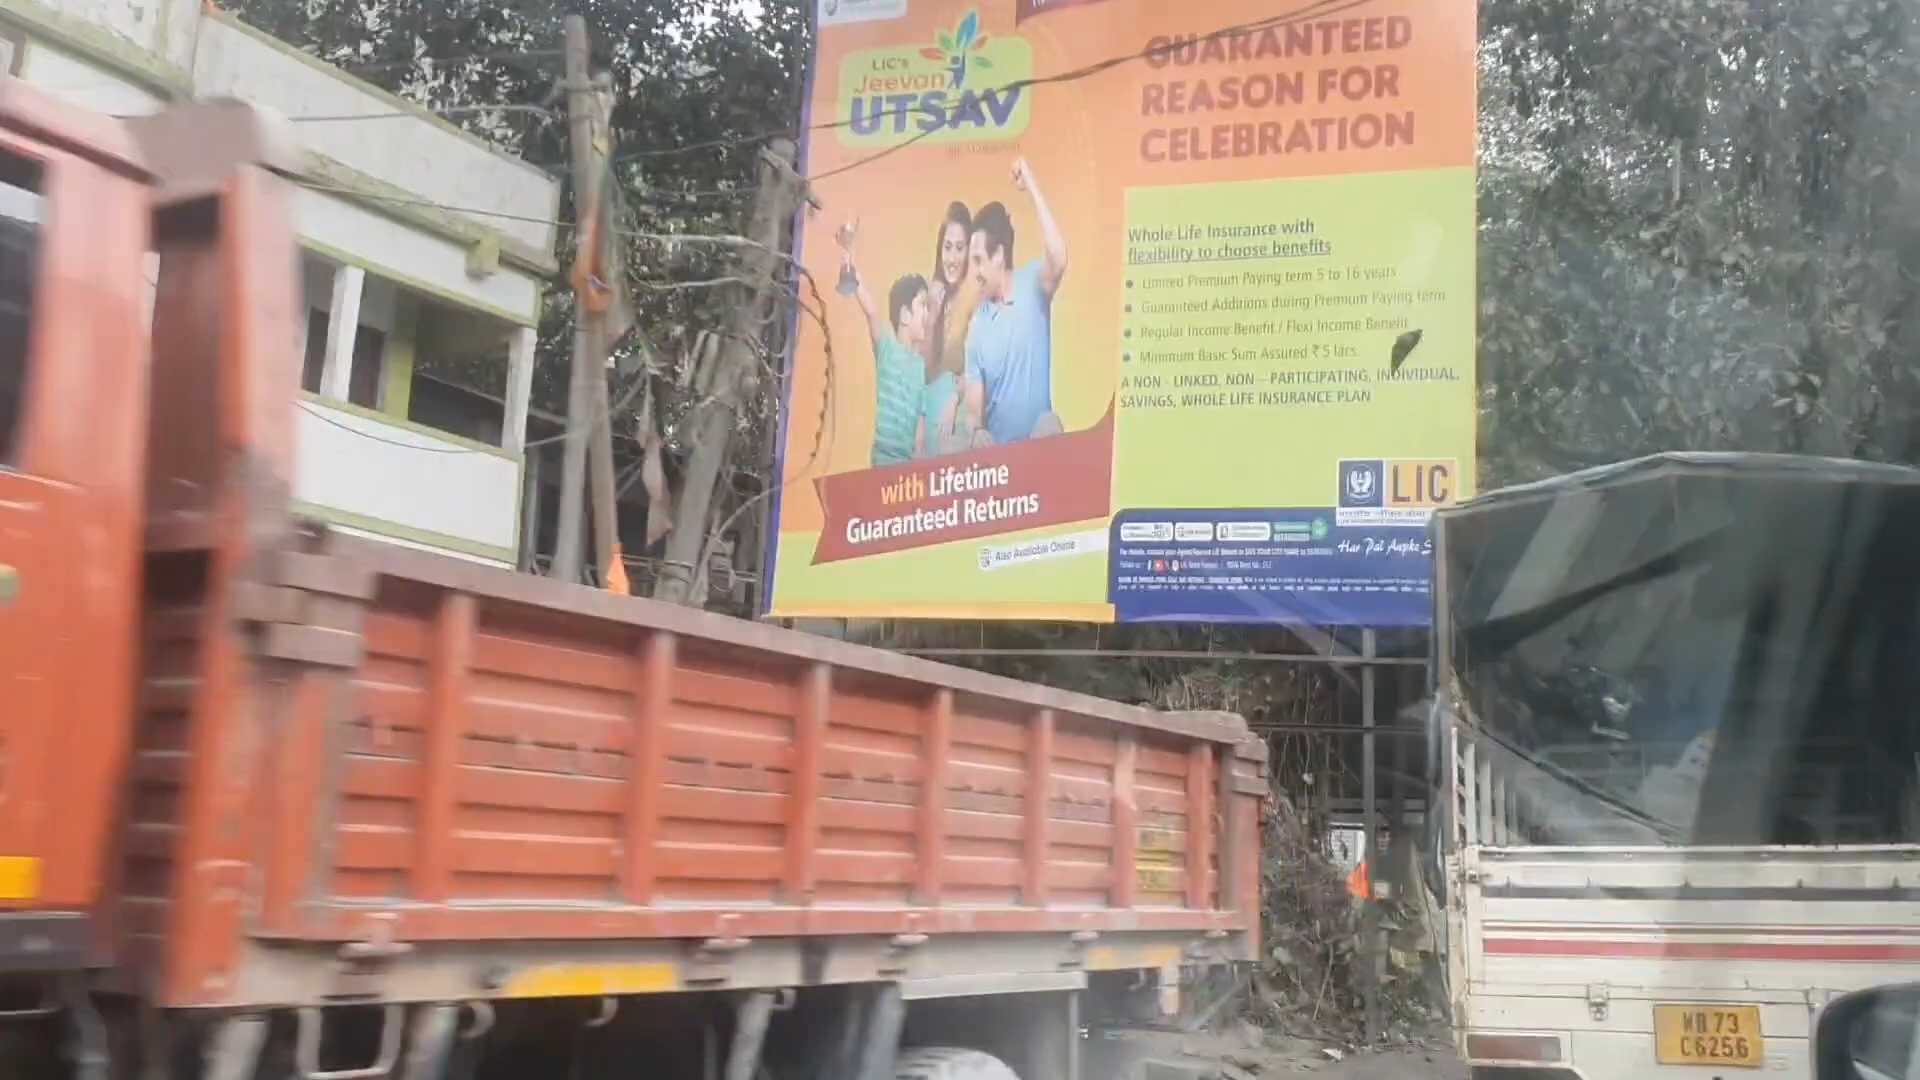 LIC's
Jeevan
UTSAV
GUARANTEED
REASON FOR
CELEBRATION
Whole Life Insurance with
flexibility to choose benefits
• Limited Premium Paying term 5 to 16 years
• Guaranteed Additions during Premium Paying term
• Regular Income Benefit / Flexi Income Benefit
• Minimum Basic Sum Assured ₹ 5 lacs
A NON - LINKED, NON - PARTICIPATING, INDIVIDUAL,
SAVINGS, WHOLE LIFE INSURANCE PLAN
with Lifetime
Guaranteed Returns
Also Available Online
LIC
Har Pal Aapke S
Follow us :
WB 73
C6256